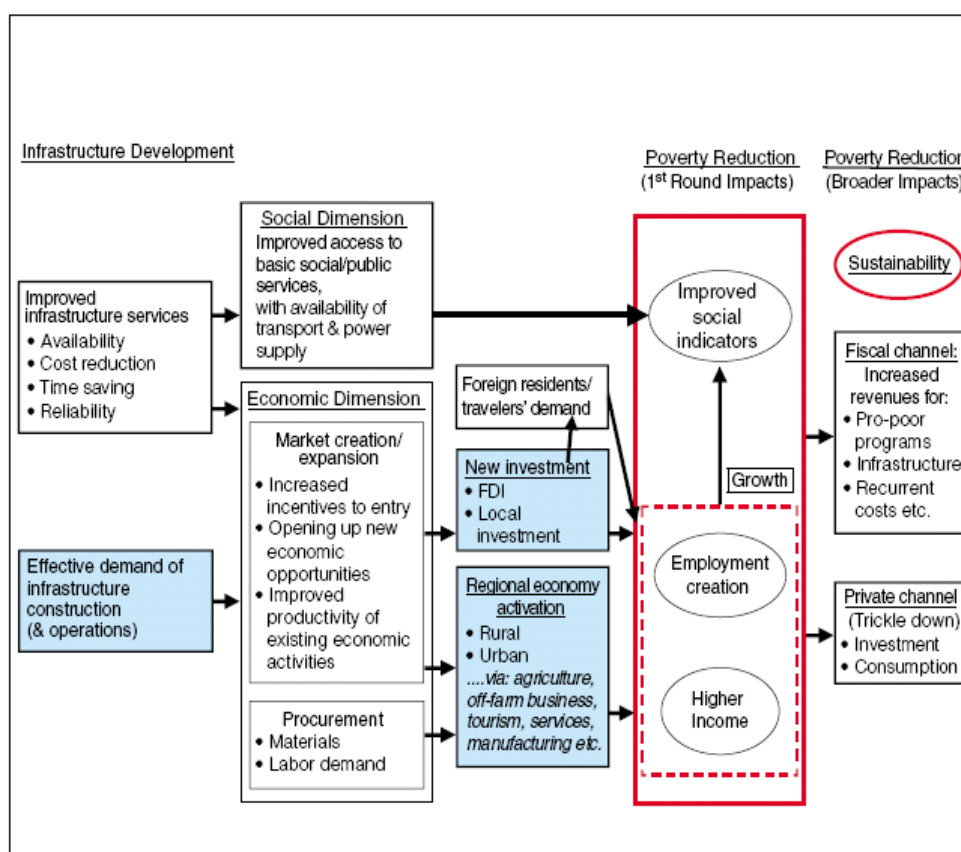 Infrastructure Development
Poverty Reduction
(1st Round Impacts)
Poverty Reduction
(Broader Impacts)
Social Dimension
Improved access to
basic social/public
services,
with availability of
transport & power
supply
Improved
infrastructure services
• Availability
• Cost reduction
• Time saving
• Reliability
Economic Dimension
Market creation/
expansion
• Increased
incentives to entry
• Opening up new
economic
opportunities
• Improved
productivity of
existing economic
activities
Effective demand of
infrastructure
construction
(& operations)
Procurement
• Materials
• Labor demand
Foreign residents/
travelers' demand
New investment
• FDI
• Local
investment
Regional economy
activation
• Rural
• Urban
....via: agriculture,
off-farm business,
tourism, services,
manufacturing etc.
Improved
social
indicators
Growth
Employment
creation
Higher
Income
Sustainability
Fiscal channel:
Increased
revenues for:
• Pro-poor
programs
• Infrastructure
• Recurrent
costs etc.
Private channel
(Trickle down)
• Investment
• Consumption